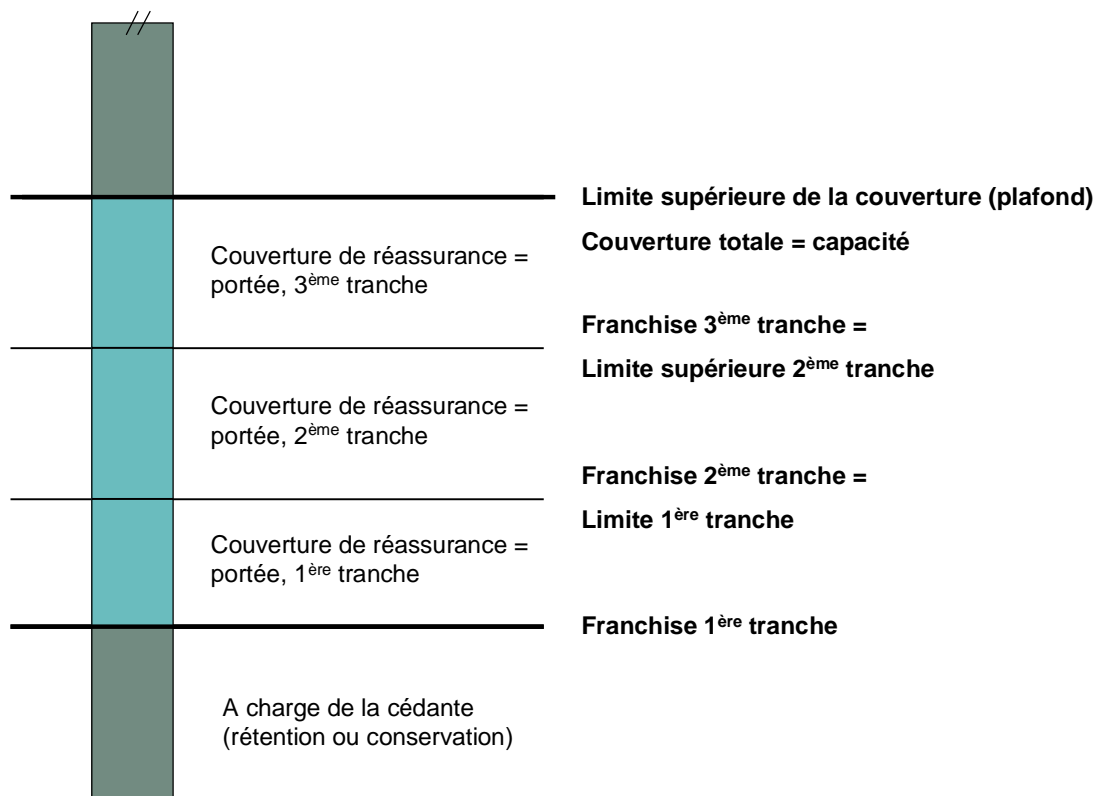 Limite supérieure de la couverture (plafond)
Couverture totale = capacité
Couverture de réassurance =
portée, 3ème tranche
Franchise 3ème tranche =
Limite supérieure 2ème tranche
Couverture de réassurance =
portée, 2ème tranche
Franchise 2ème tranche =
Limite 1ère tranche
Couverture de réassurance =
portée, 1ère tranche
Franchise 1ère tranche
A charge de la cédante
(rétention ou conservation)